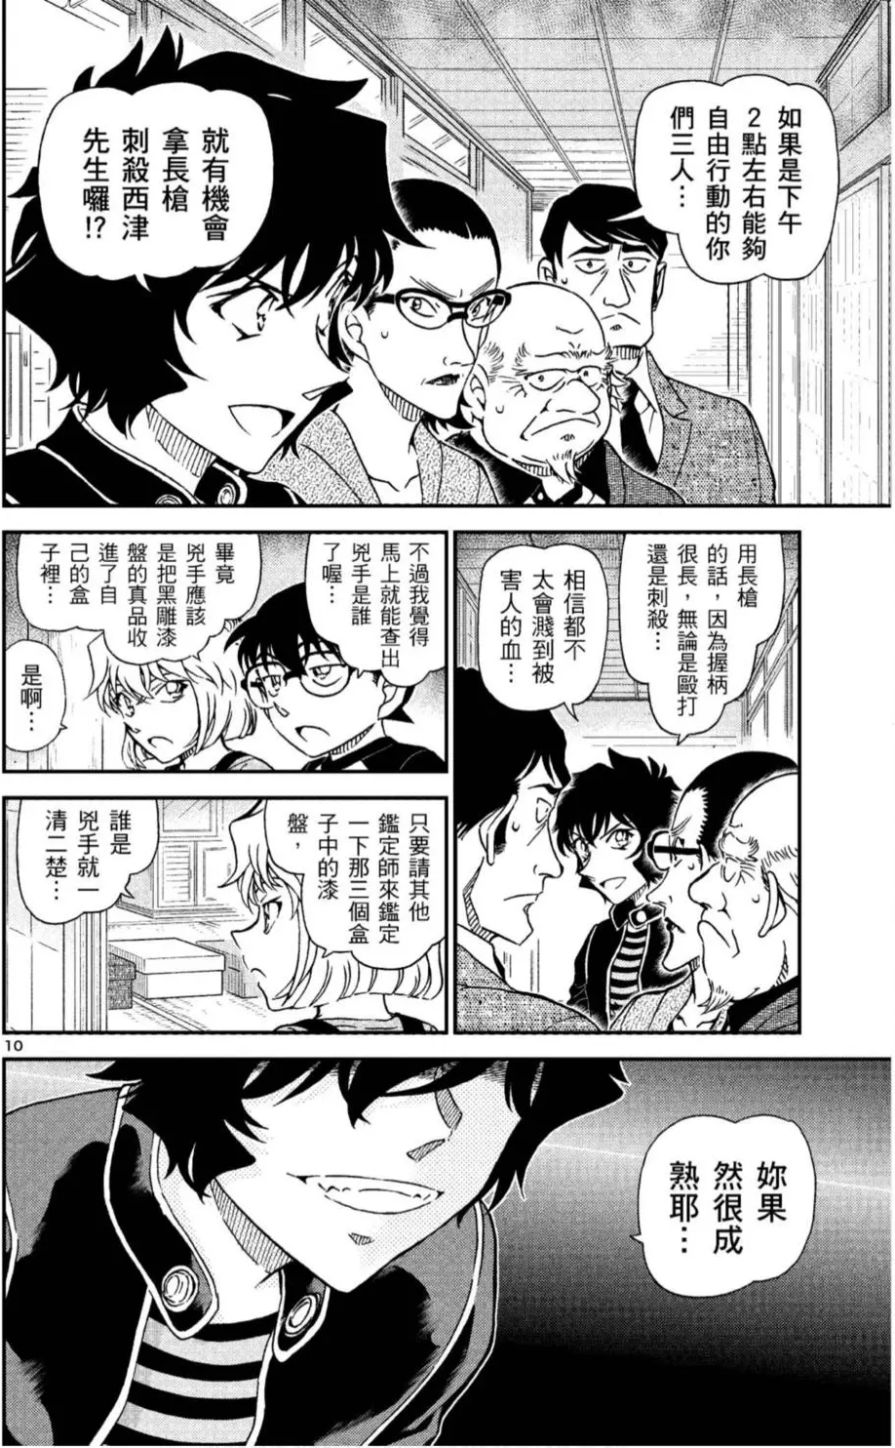 如果是下午
2點左右能夠
自由行動的你
們三人…
就有機會
拿長槍
刺殺西津
先生囉!?
用長槍
的話，因為握柄
很長，無論是毆打
還是刺殺…
相信都不
太會濺到被
害人的血…
不過我覺得
馬上就能查出
兇手是誰
了喔…
畢竟
兇手應該
是把黑雕漆
盤的真品收
進了自
己的盒
子裡…
是啊…
只要請其他
鑑定師來鑑定
一下那三個盒
子中的漆
盤，
誰是
兇手就一
清二楚…
10
妳果
然很成
熟耶…